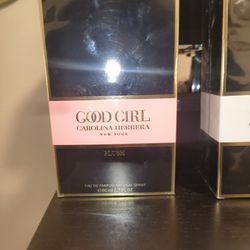 GOOD GIRL
CAROLINA HERRERA
NEW YORK
BLUSH
EAU DE PARFUM NATURAL SPRAY